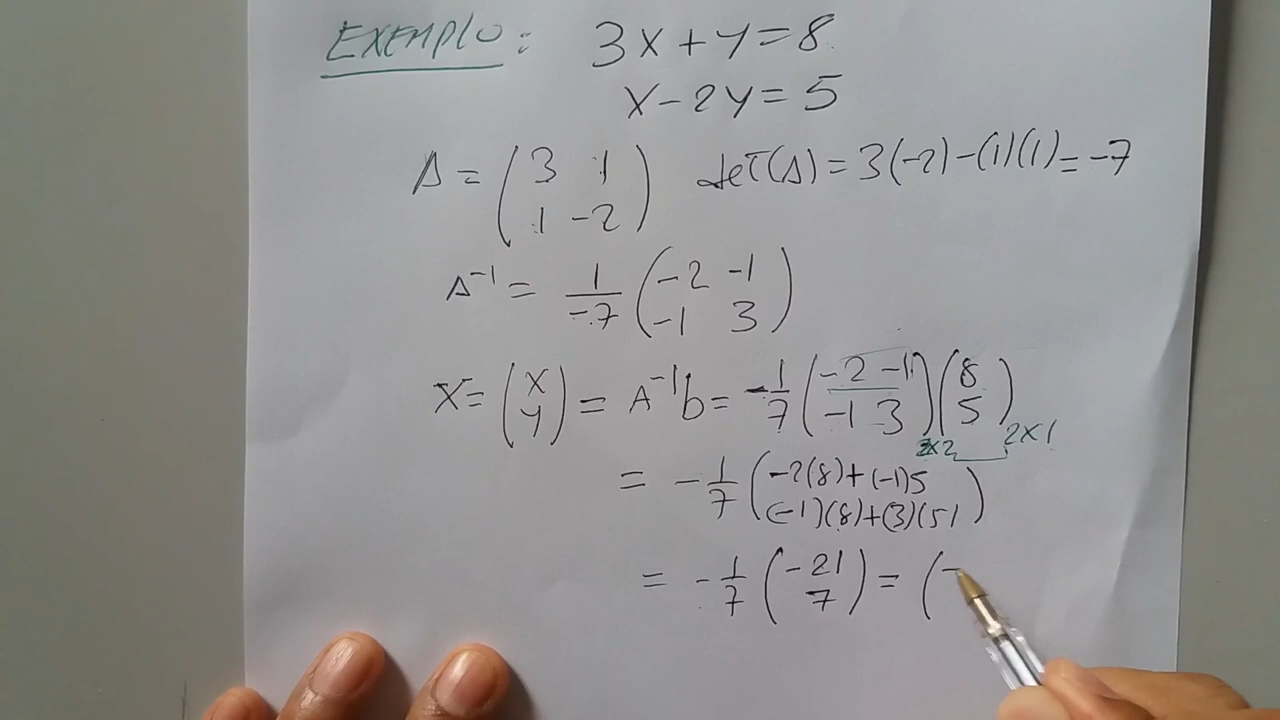 EXEMPLO: 3x+y=8
x-2y=5
A = (3 1 / 1 -2) det(A) = 3(-2)-(1)(1) = -7
A⁻¹ = 1/-7 (-2 -1 / -1 3)
X = (x / y) = A⁻¹b = -1/7 (-2 -1 / -1 3)(8 / 5)
2x2 2x1
= -1/7 (-2(8)+(-1)5 / (-1)(8)+(3)(5))
= -1/7 (-21 / 7) = (-